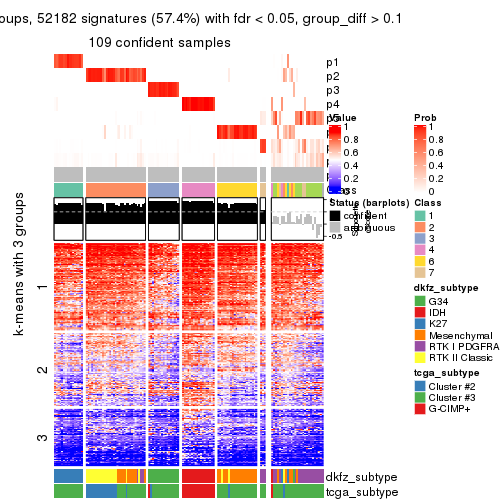 oups, 52182 signatures (57.4%) with fdr < 0.05, group_diff > 0.1
109 confident samples
p1
p2
p3
p4
Class
k-means with 3 groups
1
2
3
-0.5
dkfz_subtype
tcga_subtype
Value
1
0.8
0.6
0.4
0.2
0
Status (barplots)
confident
ambiguous
Prob
1
0.8
0.6
0.4
0.2
0
Class
1
2
3
4
6
7
dkfz_subtype
G34
IDH
K27
Mesenchymal
RTK I PDGFRA
RTK II Classic
tcga_subtype
Cluster #2
Cluster #3
G-CIMP+